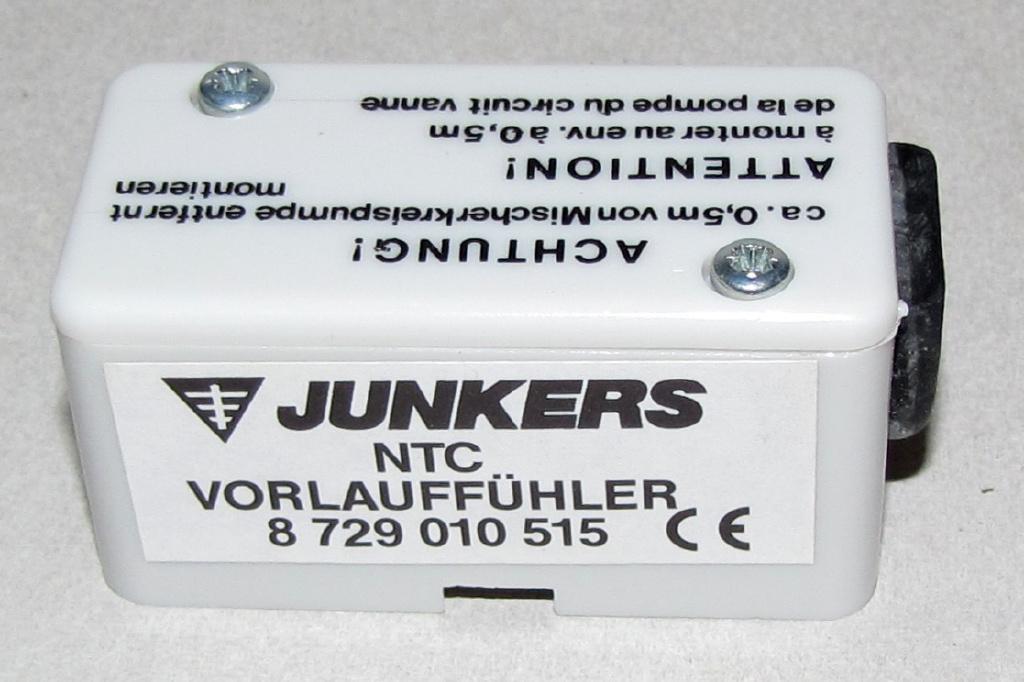 ACHTUNG!
ca. 0,5m von Mischerkreispumpe entfernt
montieren
ATTENTION!
à monter au env. à 0,5m
de la pompe du circuit vanne
JUNKERS
NTC
VORLAUFFÜHLER
8 729 010 515 CE